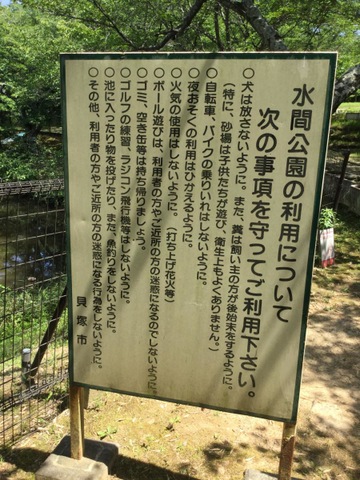 水間公園の利用について
次の事項を守ってご利用下さい。
○犬は放さないように。また、糞は飼い主の方が後始末をするように。
(特に、砂場は子供たちが遊び、衛生上もよくありません。)
○自転車、バイクの乗りいれはしないように。
○夜おそくの利用はひかえるように。
○火気の使用はしないように。(打ち上げ花火等)
○ボール遊びは、利用者の方やご近所の方の迷惑になるのでしないように。
○ゴミ、空き缶等は持ち帰りましょう。
○ゴルフの練習、ラジコン飛行機等はしないように。
○池に入ったり物を投げたり、また、魚釣りをしないように。
○その他、利用者の方やご近所の方の迷惑になる行為をしないように。
貝塚市